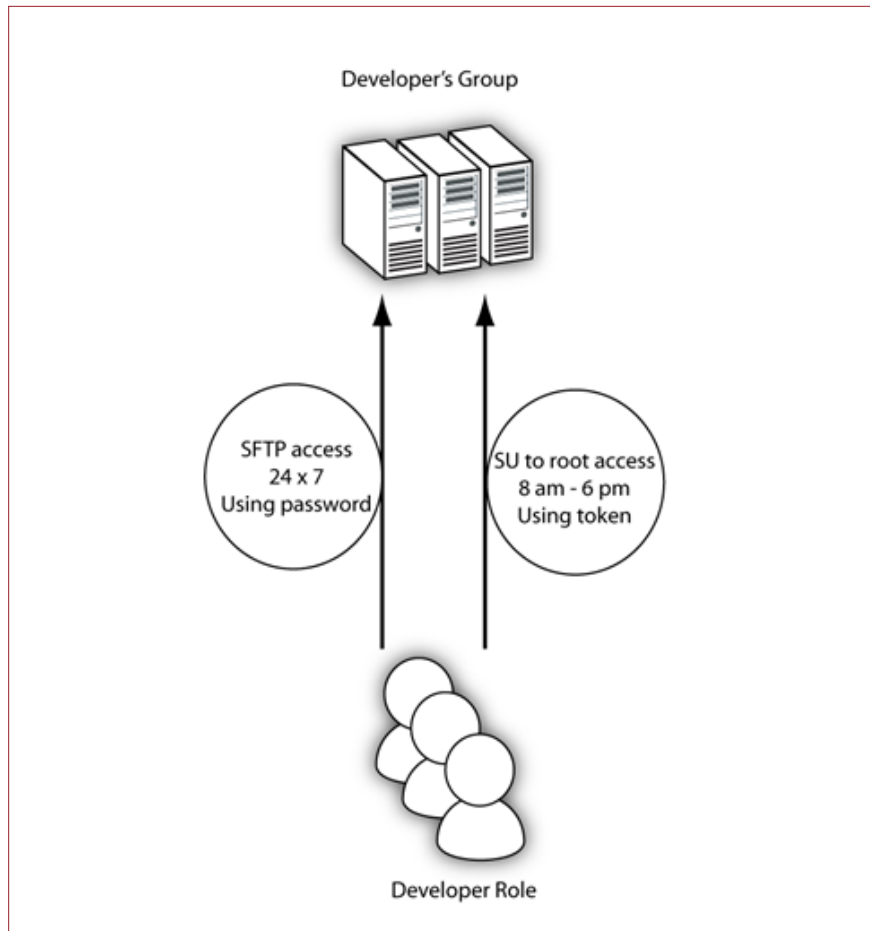 Developer's Group
SFTP access
24 x 7
Using password
SU to root access
8 am - 6 pm
Using token
Developer Role